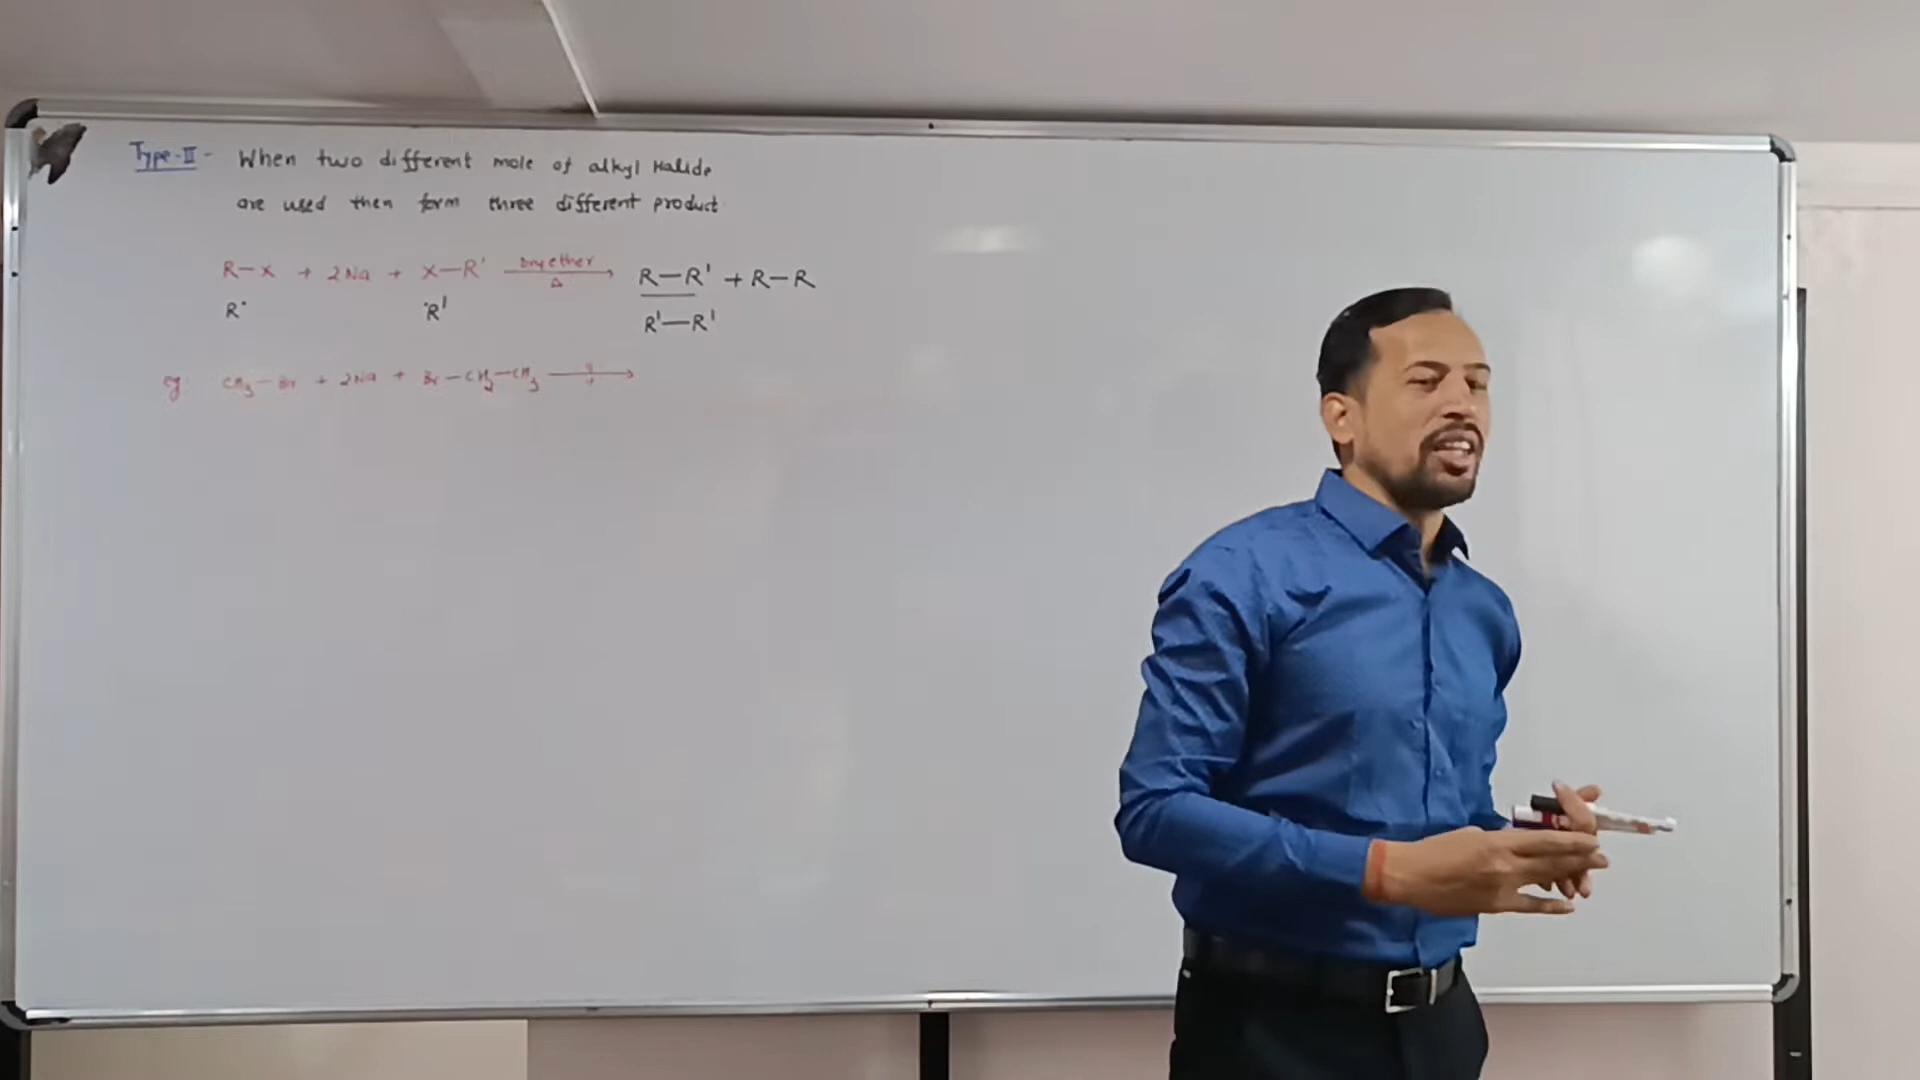 Type-II - When two different mole of alkyl Halide
are used then form three different product
R-X + 2Na + X-R' Dry ether Δ R-R' + R-R
R• •R' R'-R'
eg. CH3-Br + 2Na + Br-CH2-CH3